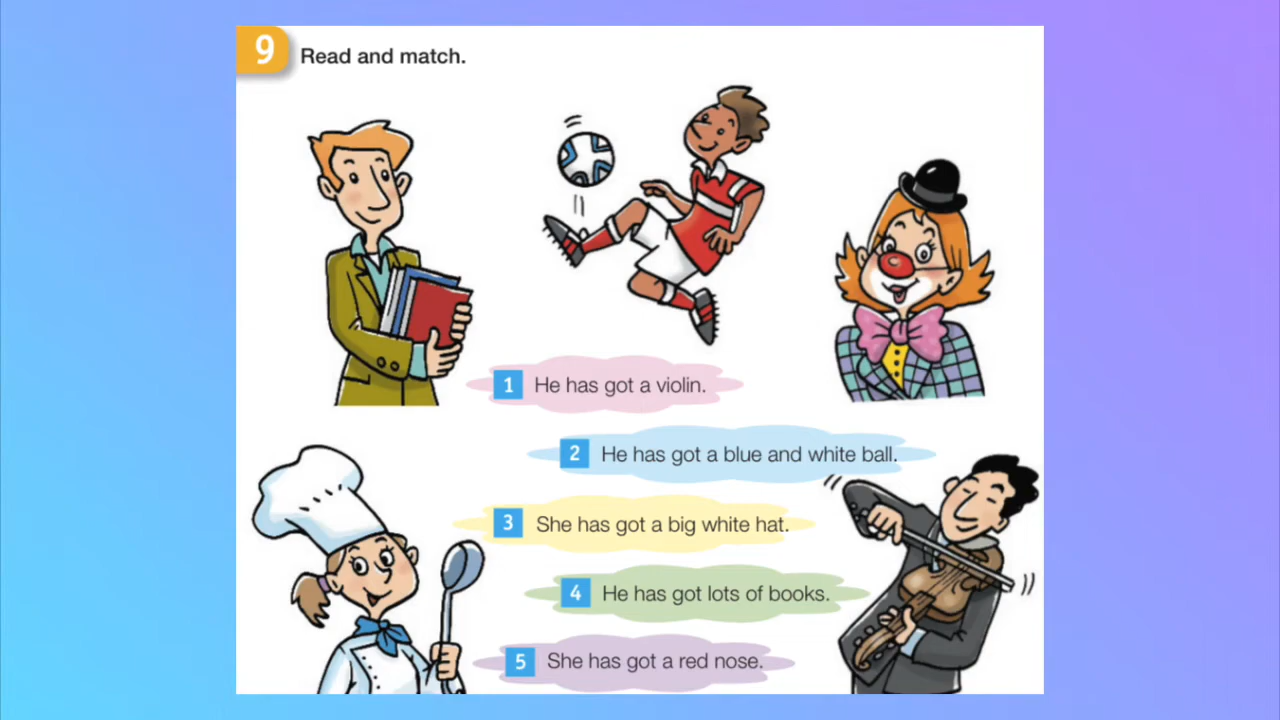 9 Read and match.
1 He has got a violin.
2 He has got a blue and white ball.
3 She has got a big white hat.
4 He has got lots of books.
5 She has got a red nose.